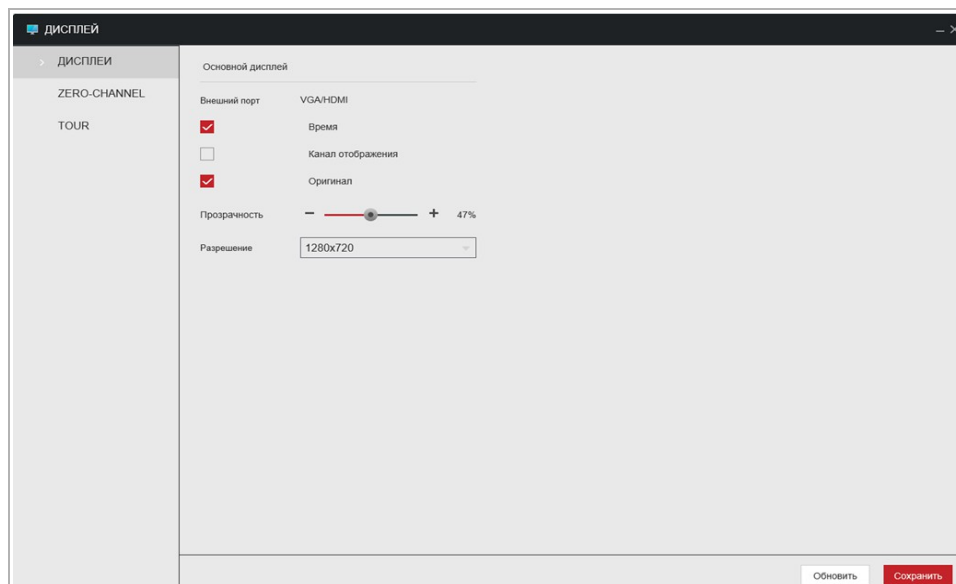 ДИСПЛЕЙ
ДИСПЛЕИ
ZERO-CHANNEL
TOUR
Основной дисплей
Внешний порт VGA/HDMI
Время
Канал отображения
Оригинал
Прозрачность 47%
Разрешение 1280x720
Обновить Сохранить